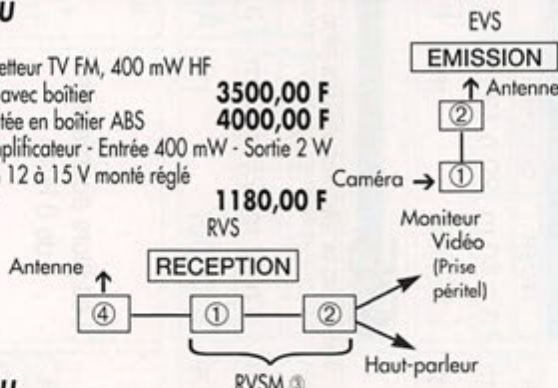 U
etteur TV FM, 400 mW HF
avec boîtier 3500,00 F
tée en boîtier ABS 4000,00 F
plificateur - Entrée 400 mW - Sortie 2 W
12 à 15 V monté réglé
1180,00 F
EVS
EMISSION
Antenne
②
Caméra ①
RVS
RECEPTION
Antenne
④ ① ②
RVSM ③
Moniteur
Vidéo
(Prise
péritel)
Haut-parleur
U